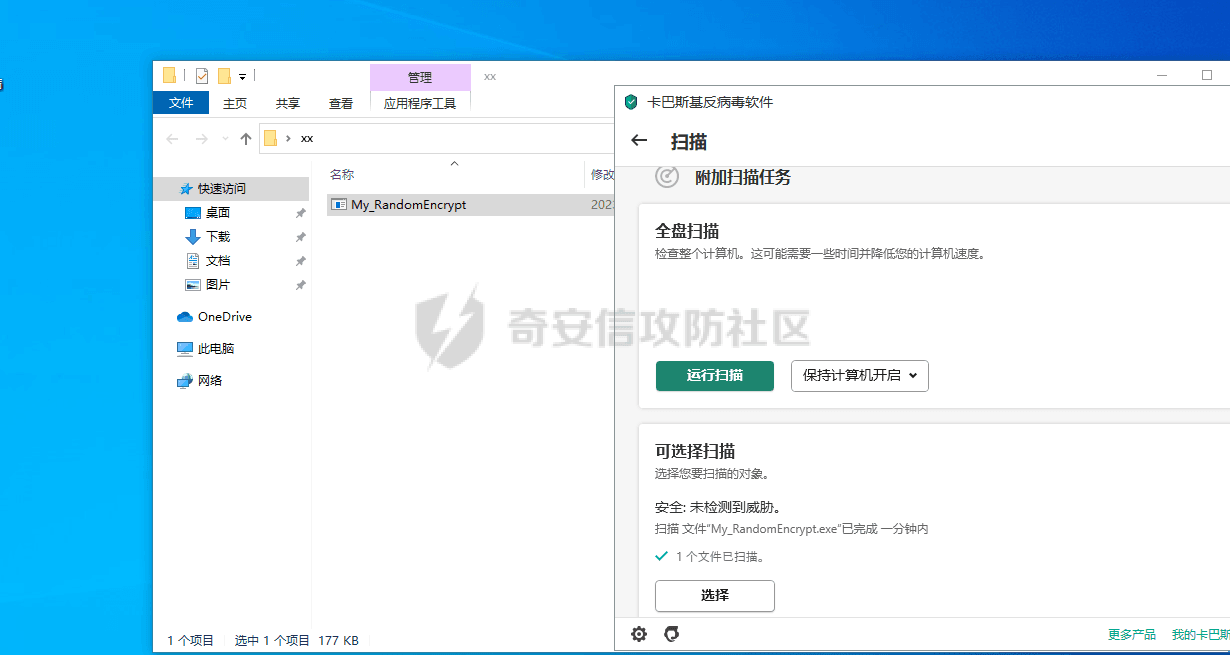 管理
xx
文件
主页
共享
查看
应用程序工具
xx
名称
修改
My_RandomEncrypt
202
快速访问
桌面
下载
文档
图片
OneDrive
此电脑
网络
1 个项目
选中 1 个项目 177 KB
卡巴斯基反病毒软件
扫描
附加扫描任务
全盘扫描
检查整个计算机。这可能需要一些时间并降低您的计算机速度。
运行扫描
保持计算机开启
可选择扫描
选择您要扫描的对象。
安全: 未检测到威胁。
扫描 文件"My_RandomEncrypt.exe"已完成 一分钟内
1 个文件已扫描。
选择
更多产品
我的卡巴斯
奇安信攻防社区